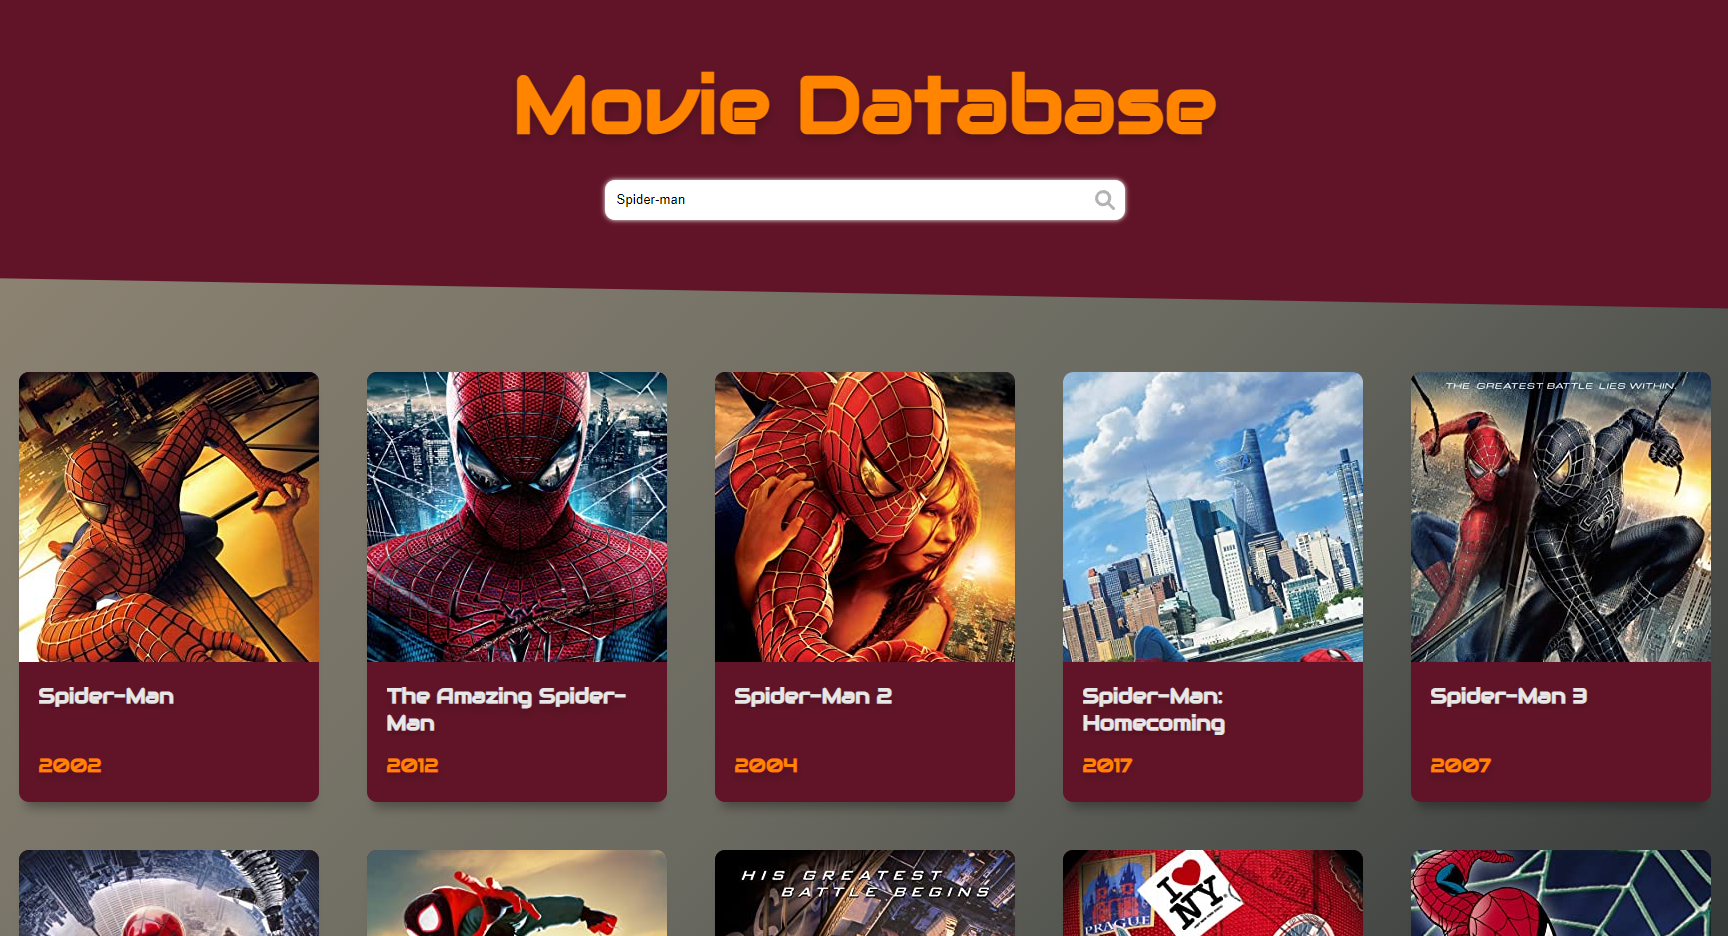 Movie Database
Spider-man
THE GREATEST BATTLE LIES WITHIN.
Spider-Man
2002
The Amazing Spider-
Man
2012
Spider-Man 2
2004
Spider-Man:
Homecoming
2017
Spider-Man 3
2007
HIS GREATEST
BATTLE BEGINS
PRAGUE
I ♥
NY